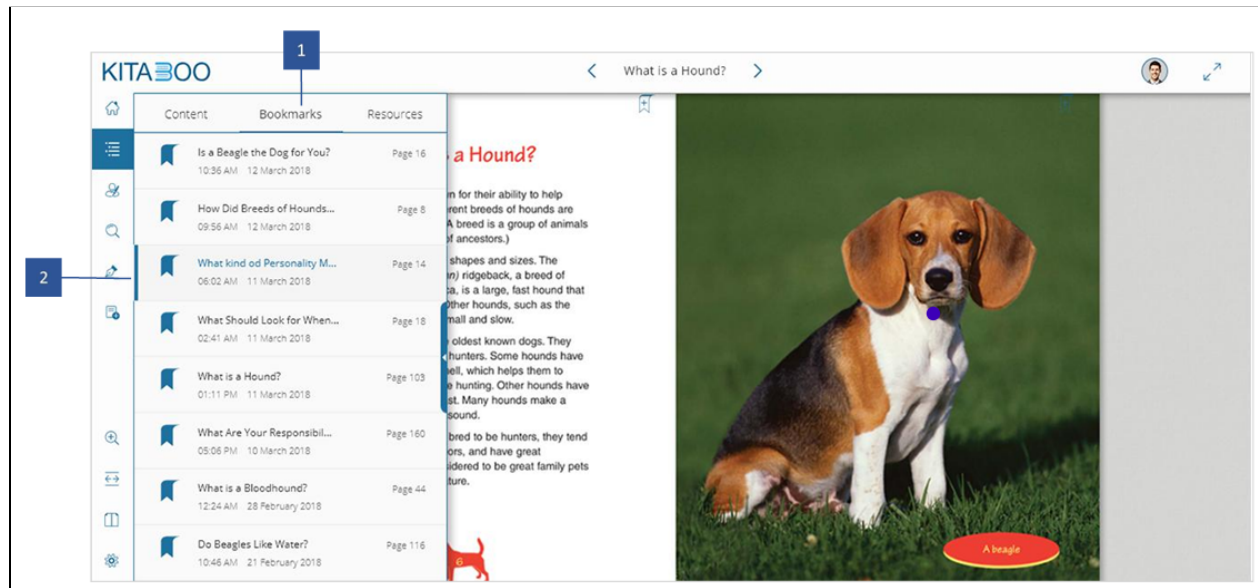 1
KITABOO
What is a Hound?
Content Bookmarks Resources
Is a Beagle the Dog for You? Page 16
10:36 AM 12 March 2018
How Did Breeds of Hounds... Page 8
09:56 AM 12 March 2018
What kind od Personality M... Page 14
06:02 AM 11 March 2018
2
What Should Look for When... Page 18
02:41 AM 11 March 2018
What is a Hound? Page 103
01:11 PM 11 March 2018
What Are Your Responsibil... Page 160
05:06 PM 10 March 2018
What is a Bloodhound? Page 44
12:24 AM 28 February 2018
Do Beagles Like Water? Page 116
10:46 AM 21 February 2018
a Hound?
n for their ability to help
rent breeds of hounds are
A breed is a group of animals
of ancestors.)
shapes and sizes. The
n) ridgeback, a breed of
ca, is a large, fast hound that
Other hounds, such as the
mall and slow.
oldest known dogs. They
hunters. Some hounds have
ell, which helps them to
e hunting. Other hounds have
st. Many hounds make a
sound.
bred to be hunters, they tend
ors, and have great
sidered to be great family pets
ture.
6
A beagle